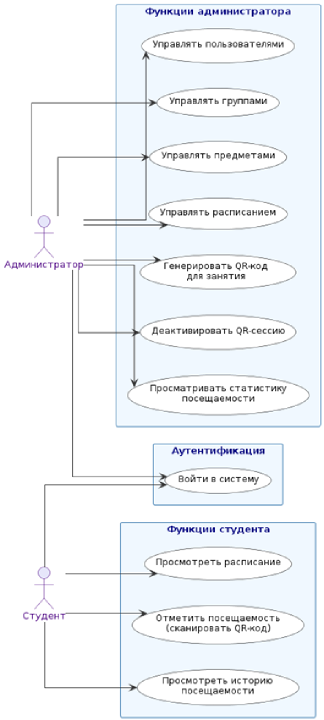 Функции администратора
Управлять пользователями
Управлять группами
Управлять предметами
Управлять расписанием
Администратор
Генерировать QR-код
для занятия
Деактивировать QR-сессию
Просматривать статистику
посещаемости
Аутентификация
Войти в систему
Функции студента
Просмотреть расписание
Студент
Отметить посещаемость
(сканировать QR-код)
Просмотреть историю
посещаемости